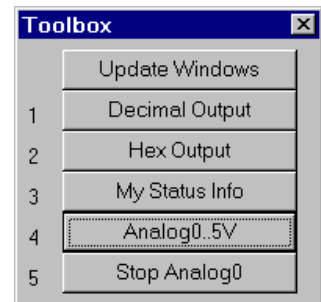 Toolbox
Update Windows
1 Decimal Output
2 Hex Output
3 My Status Info
4 Analog0..5V
5 Stop Analog0